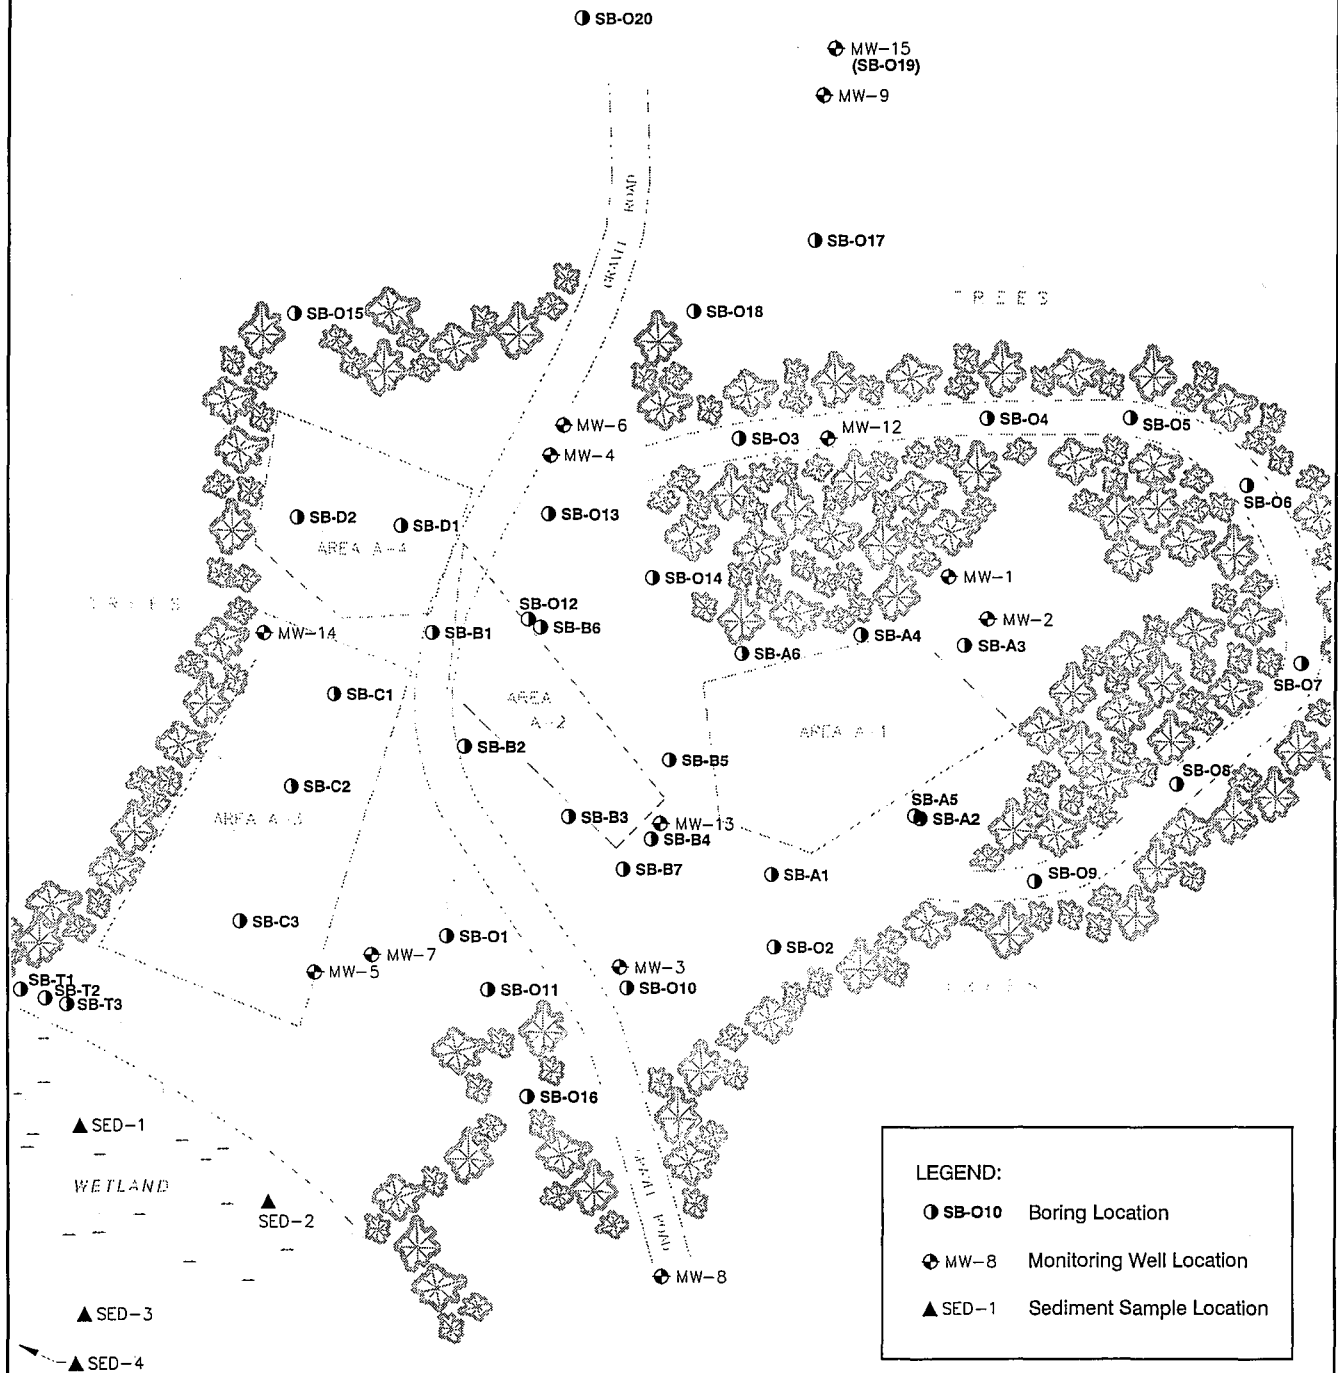 SB-O20
MW-15
(SB-O19)
MW-9
GRAVEL ROAD
SB-O17
TREES
SB-O15
SB-O18
MW-6
SB-O3
MW-12
SB-O4
SB-O5
MW-4
SB-O6
SB-D2
SB-D1
SB-O13
AREA A-4
SB-O14
MW-1
TREES
SB-O12
SB-B6
MW-14
SB-B1
MW-2
SB-A4
SB-A3
SB-A6
SB-O7
SB-C1
AREA
A-2
AREA A-1
SB-B2
SB-B5
SB-C2
SB-O8
SB-A5
SB-A2
AREA A-3
SB-B3
MW-13
SB-B4
SB-B7
SB-A1
SB-O9
SB-C3
SB-O1
SB-O2
MW-7
MW-5
MW-3
SB-T1
SB-T2
SB-T3
SB-O11
SB-O10
TREES
SB-O16
SED-1
WETLAND
SED-2
GRAVEL ROAD
MW-8
SED-3
SED-4
LEGEND:
SB-O10 Boring Location
MW-8 Monitoring Well Location
SED-1 Sediment Sample Location